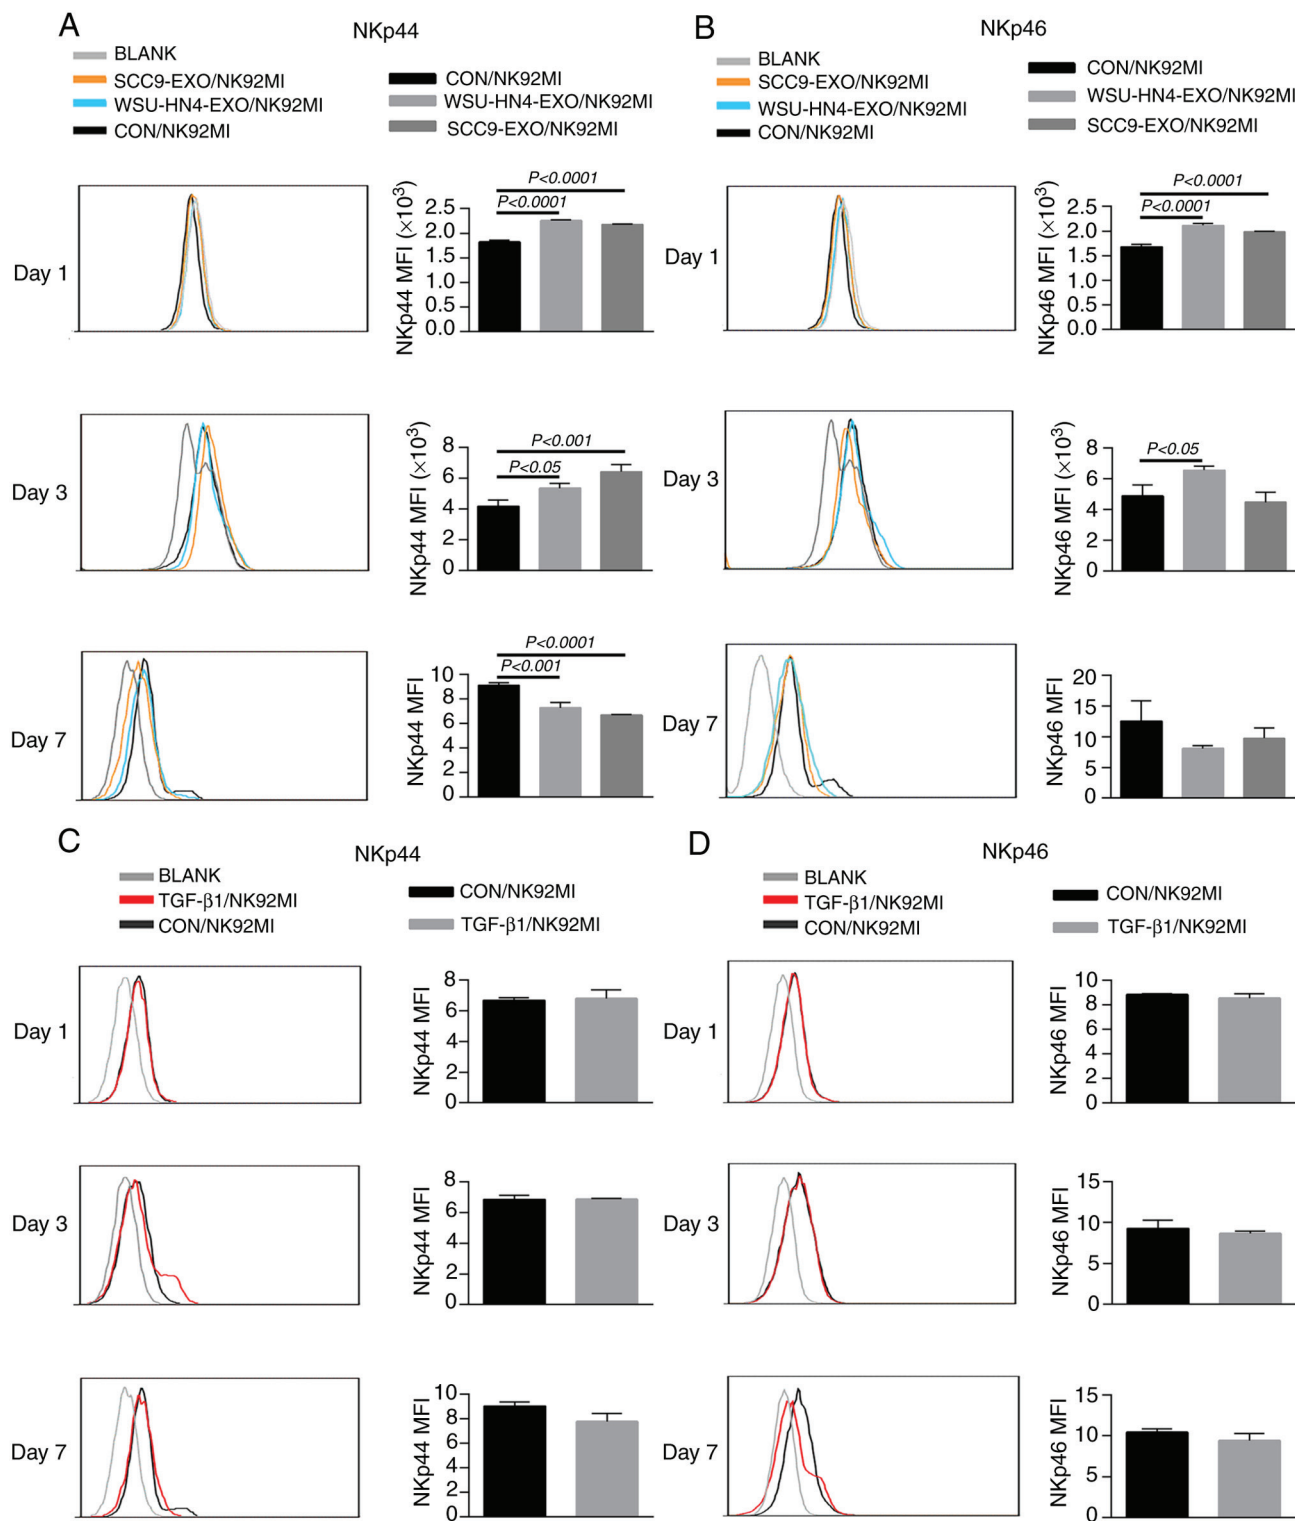 A
NKp44
BLANK
SCC9-EXO/NK92MI
WSU-HN4-EXO/NK92MI
CON/NK92MI
CON/NK92MI
WSU-HN4-EXO/NK92MI
SCC9-EXO/NK92MI
Day 1
NKp44 MFI (×10³)
2.5
2.0
1.5
1.0
0.5
0.0
P<0.0001
P<0.0001
Day 3
NKp44 MFI (×10³)
8
6
4
2
0
P<0.001
P<0.05
Day 7
NKp44 MFI
10
8
6
4
2
0
P<0.0001
P<0.001
B
NKp46
BLANK
SCC9-EXO/NK92MI
WSU-HN4-EXO/NK92MI
CON/NK92MI
CON/NK92MI
WSU-HN4-EXO/NK92MI
SCC9-EXO/NK92MI
Day 1
NKp46 MFI (×10³)
2.5
2.0
1.5
1.0
0.5
0.0
P<0.0001
P<0.0001
Day 3
NKp46 MFI (×10³)
8
6
4
2
0
P<0.05
Day 7
NKp46 MFI
20
15
10
5
0
C
NKp44
BLANK
TGF-β1/NK92MI
CON/NK92MI
CON/NK92MI
TGF-β1/NK92MI
Day 1
NKp44 MFI
8
6
4
2
0
Day 3
NKp44 MFI
8
6
4
2
0
Day 7
NKp44 MFI
10
8
6
4
2
0
D
NKp46
BLANK
TGF-β1/NK92MI
CON/NK92MI
CON/NK92MI
TGF-β1/NK92MI
Day 1
NKp46 MFI
10
8
6
4
2
0
Day 3
NKp46 MFI
15
10
5
0
Day 7
NKp46 MFI
15
10
5
0